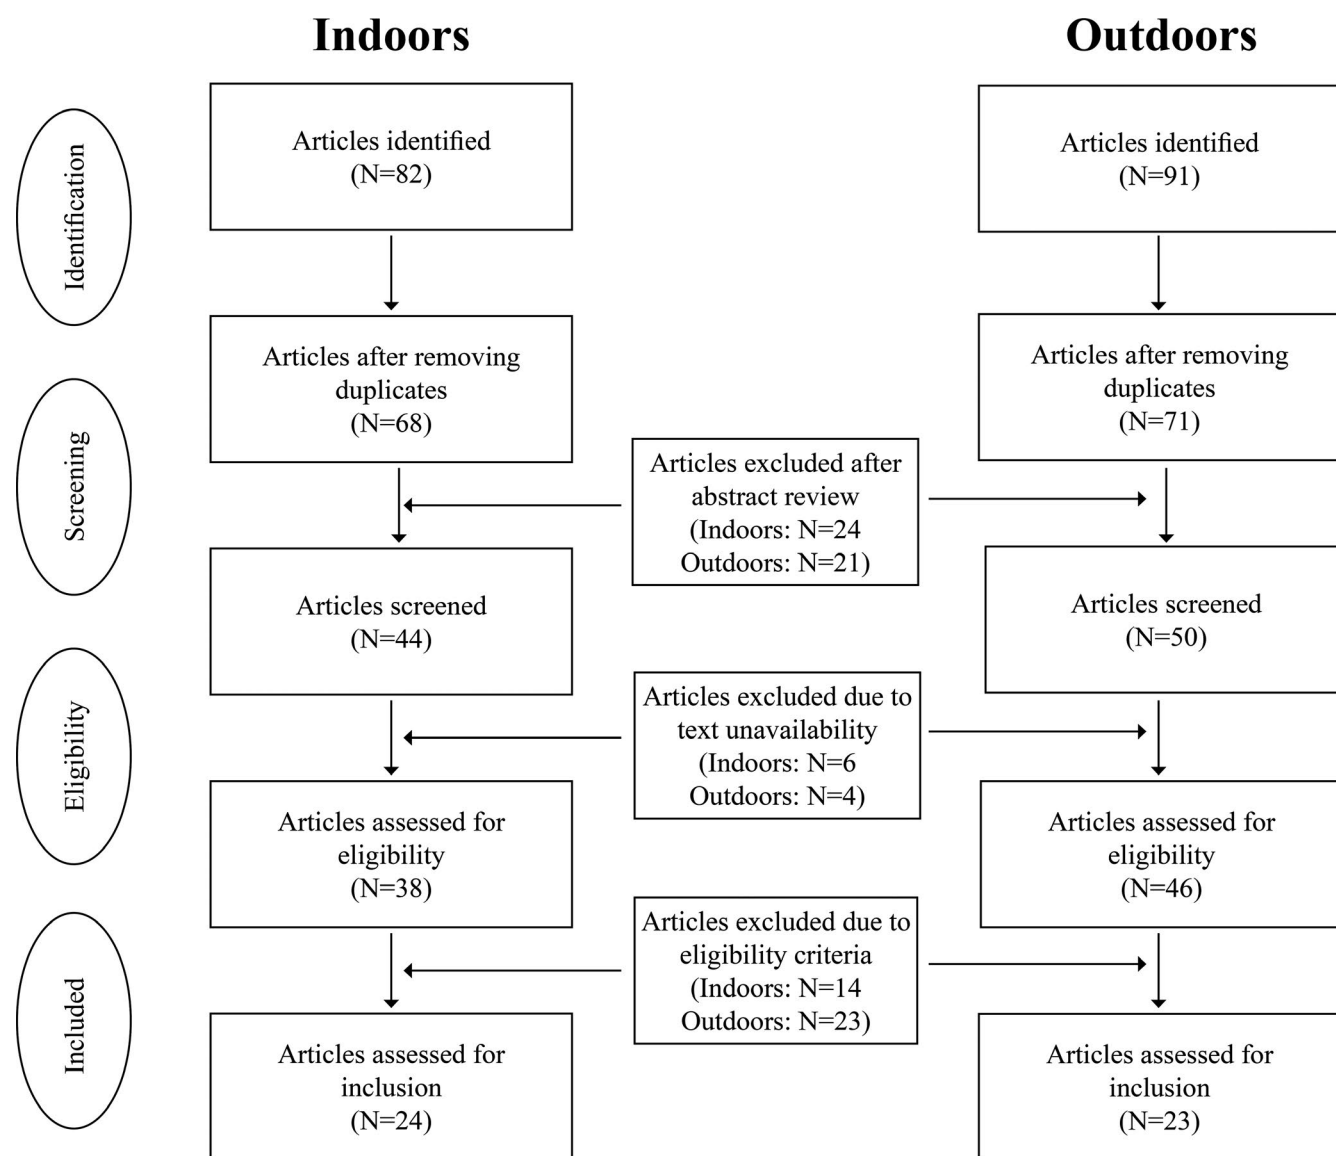 Indoors
Outdoors
Identification
Articles identified
(N=82)
Articles identified
(N=91)
Articles after removing
duplicates
(N=68)
Articles after removing
duplicates
(N=71)
Screening
Articles excluded after
abstract review
(Indoors: N=24
Outdoors: N=21)
Articles screened
(N=44)
Articles screened
(N=50)
Eligibility
Articles excluded due to
text unavailability
(Indoors: N=6
Outdoors: N=4)
Articles assessed for
eligibility
(N=38)
Articles assessed for
eligibility
(N=46)
Included
Articles excluded due to
eligibility criteria
(Indoors: N=14
Outdoors: N=23)
Articles assessed for
inclusion
(N=24)
Articles assessed for
inclusion
(N=23)